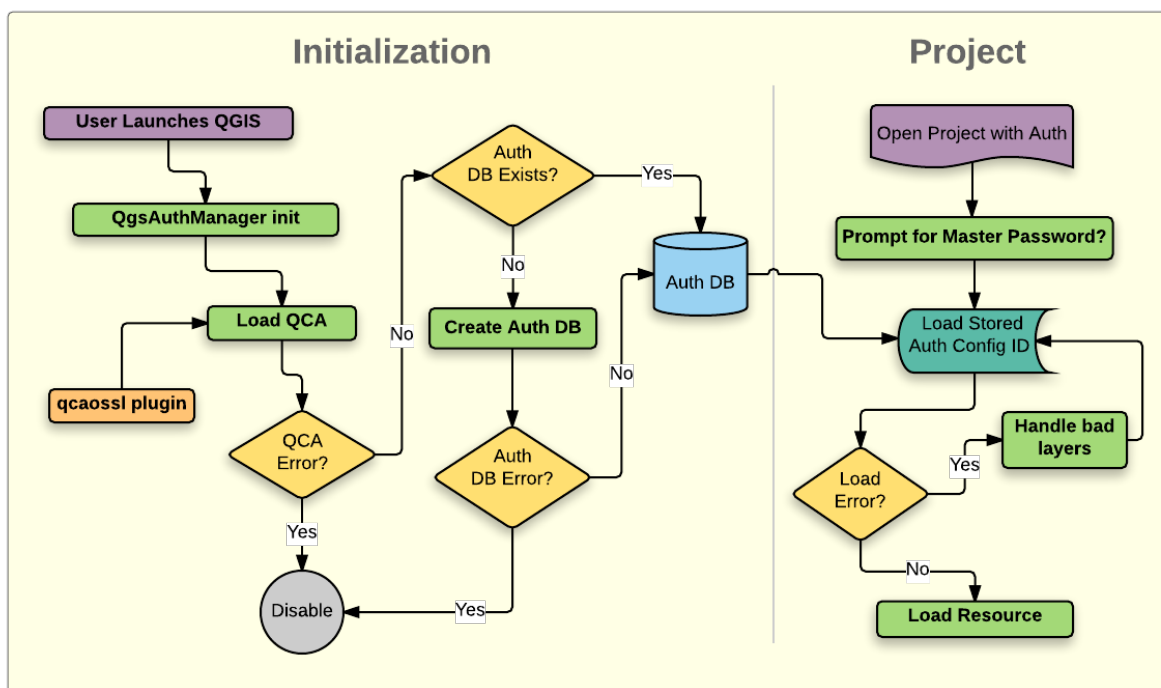 Initialization
Project
User Launches QGIS
QgsAuthManager init
Load QCA
qcaossl plugin
QCA
Error?
Yes
Disable
No
Auth
DB Exists?
Yes
No
Create Auth DB
Auth
DB Error?
No
Yes
Auth DB
Open Project with Auth
Prompt for Master Password?
Load Stored
Auth Config ID
Load
Error?
Yes
Handle bad
layers
No
Load Resource